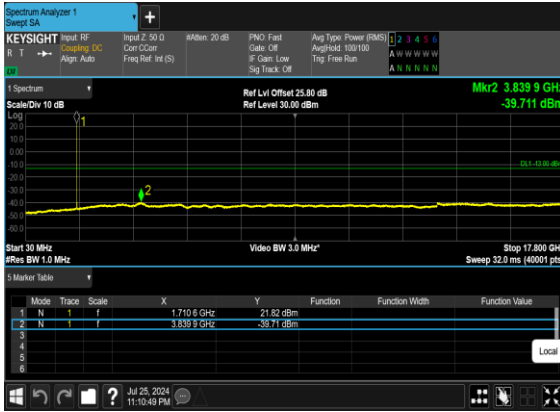 Spectrum Analyzer 1
Swept SA
+
KEYSIGHT
R T
LW
Input: RF
Coupling: DC
Align: Auto
Input Z: 50 Ω
Corr CCorr
Freq Ref: Int (S)
#Atten: 20 dB
PNO: Fast
Gate: Off
IF Gain: Low
Sig Track: Off
Avg Type: Power (RMS)
Avg|Hold: 100/100
Trig: Free Run
1 2 3 4 5 6
A W W W W W
A N N N N N
1 Spectrum
Scale/Div 10 dB
Ref Lvl Offset 25.80 dB
Ref Level 30.00 dBm
Mkr2 3.839 9 GHz
-39.711 dBm
Log
20.0
10.0
0.00
-10.0
-20.0
-30.0
-40.0
-50.0
-60.0
1
2
DL1 -13.00 dBm
Start 30 MHz
#Res BW 1.0 MHz
Video BW 3.0 MHz*
Stop 17.800 GHz
Sweep 32.0 ms (40001 pts)
5 Marker Table
Mode Trace Scale X Y Function Function Width Function Value
1 N 1 f 1.710 6 GHz 21.82 dBm
2 N 1 f 3.839 9 GHz -39.71 dBm
3
4
5
6
Local
?
Jul 25, 2024
11:10:49 PM